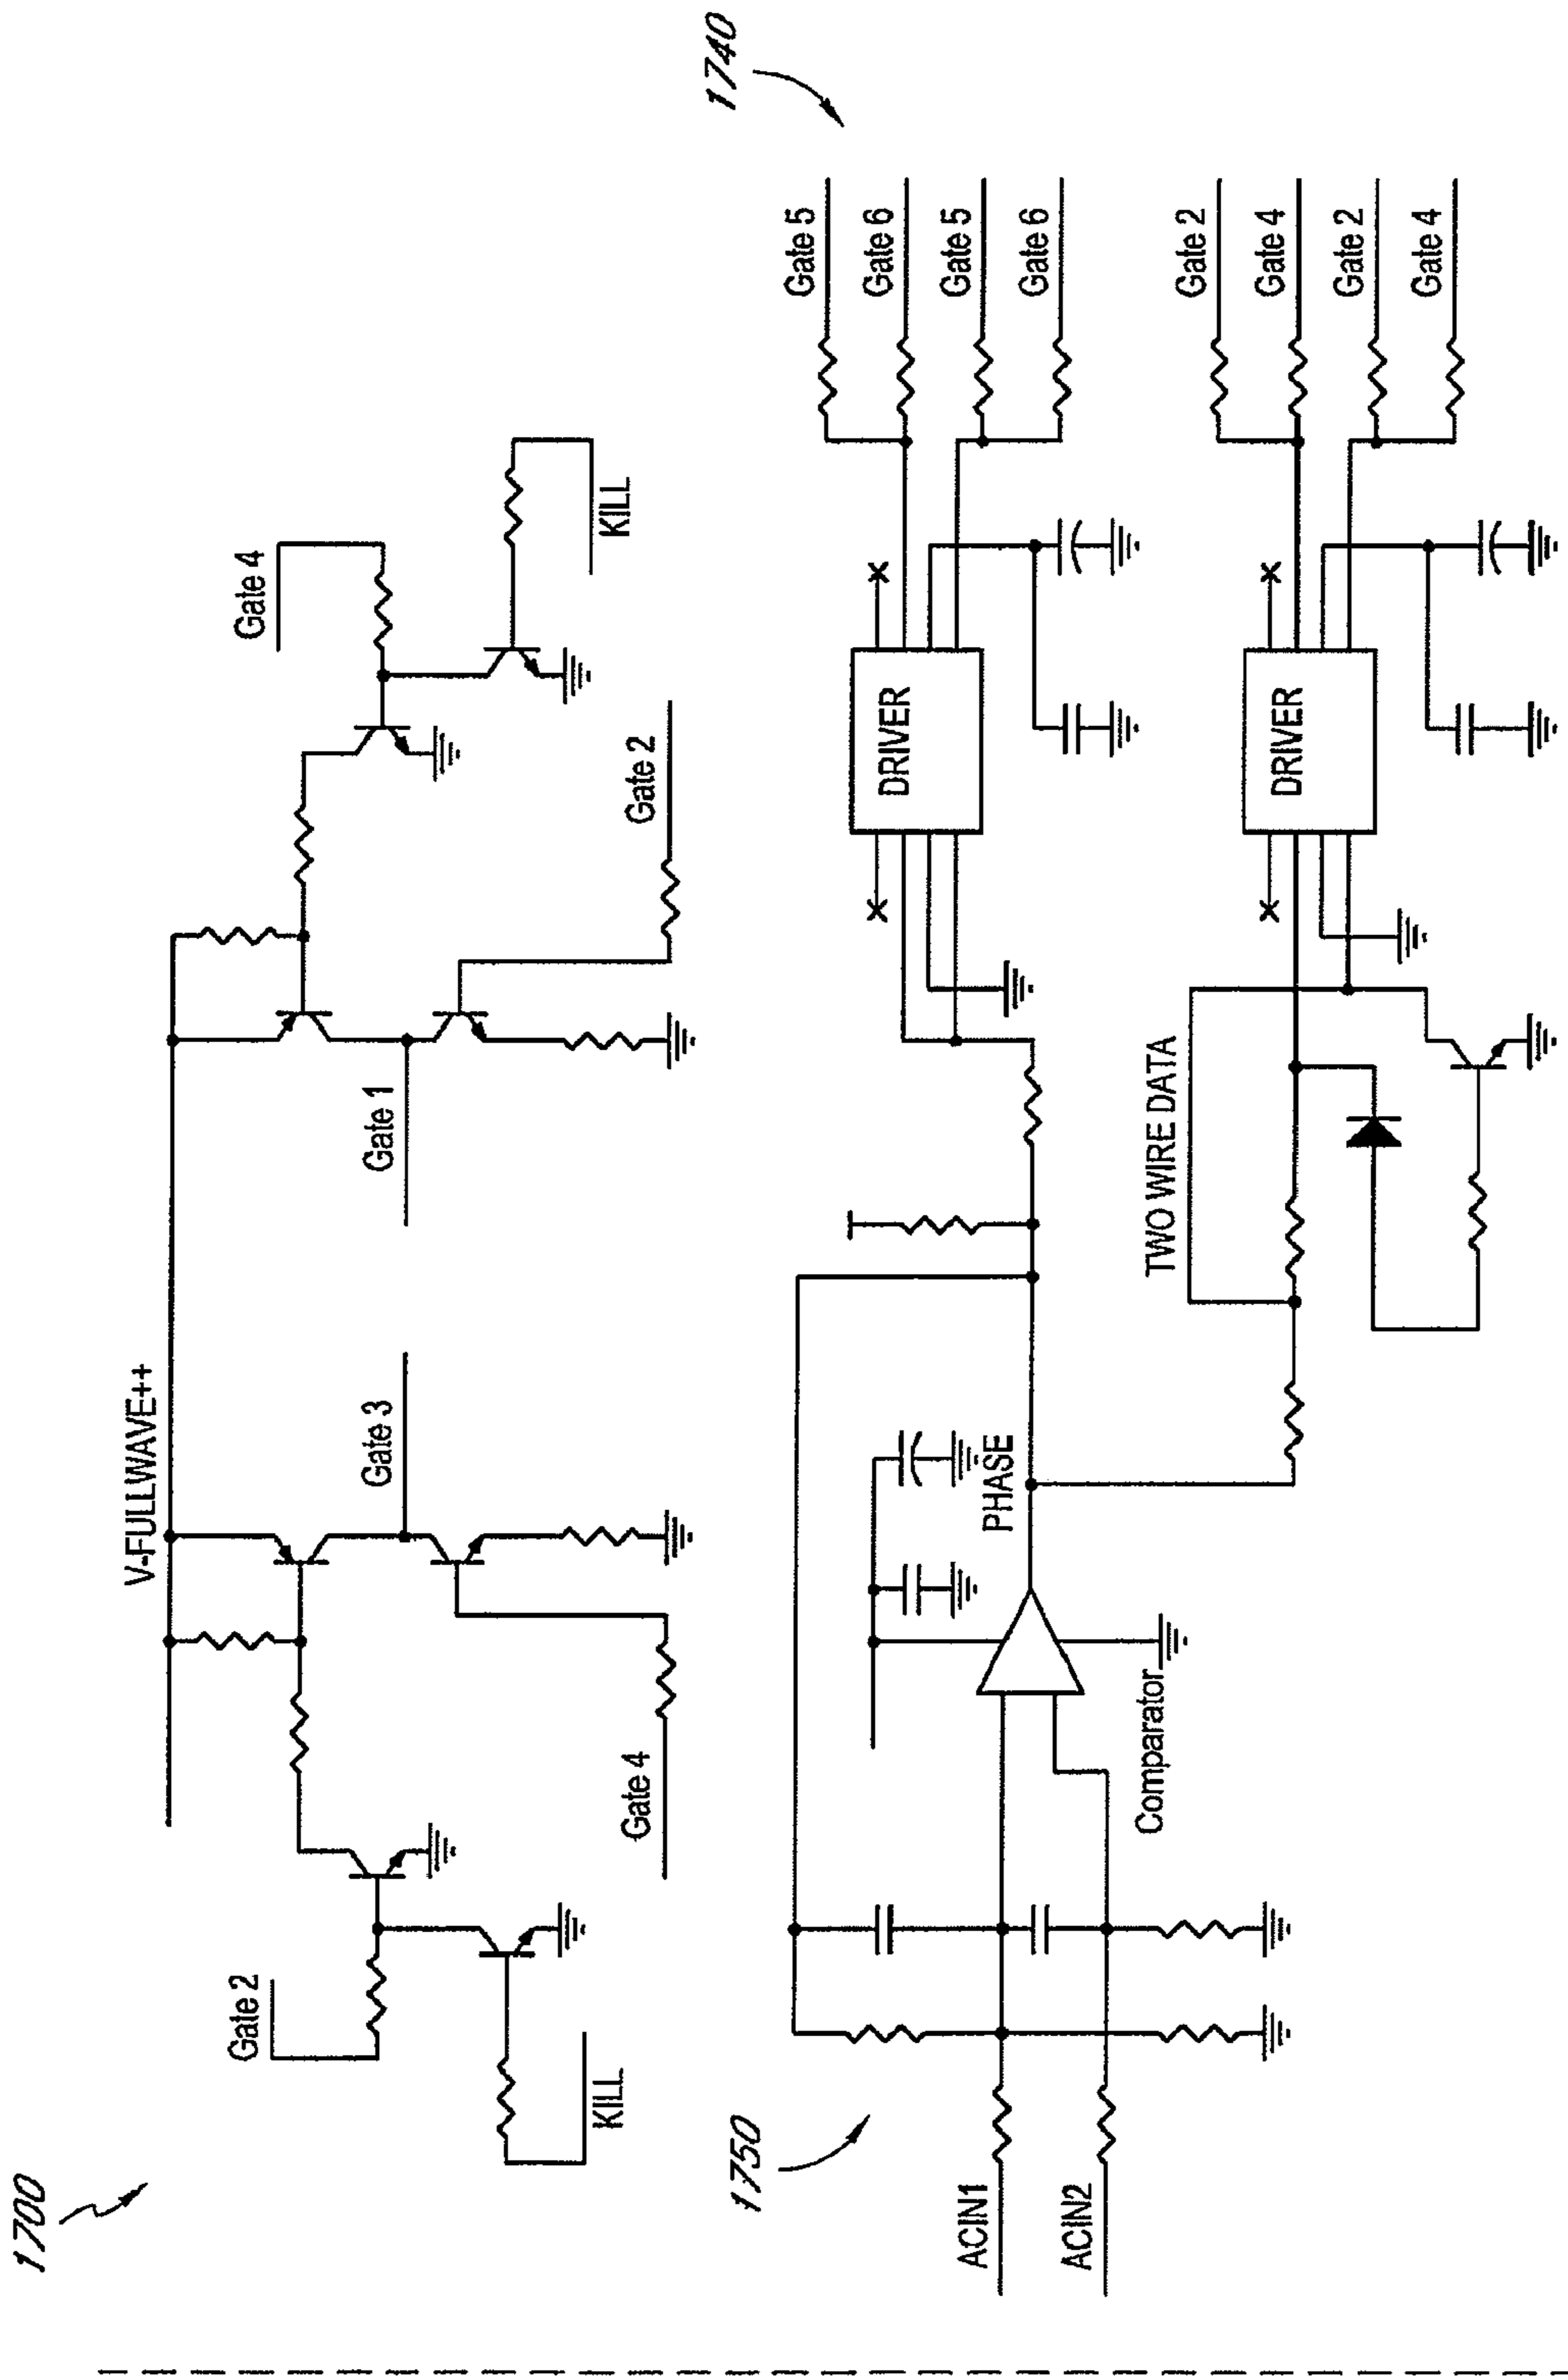 1700
V-FULLWAVE++
Gate 2
Gate 4
Gate 3
Gate 1
KILL
KILL
Gate 4
Gate 2
1740
1750
Gate 5
Gate 6
Gate 5
Gate 6
DRIVER
PHASE
ACIN1
ACIN2
Comparator
TWO WIRE DATA
DRIVER
Gate 2
Gate 4
Gate 2
Gate 4